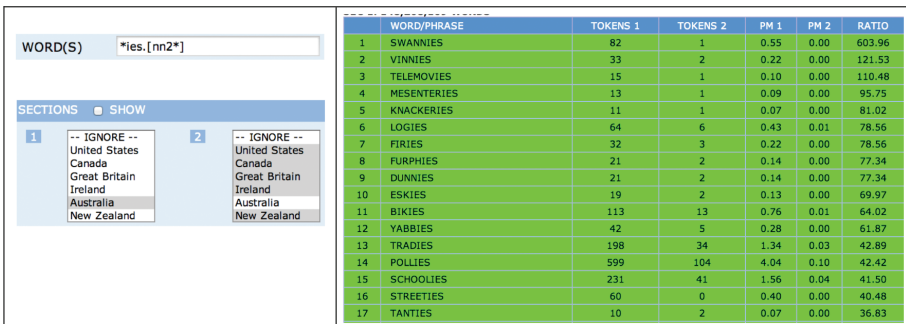 WORD(S) *ies.[nn2*]
SECTIONS SHOW
1 2
-- IGNORE -- -- IGNORE --
United States United States
Canada Canada
Great Britain Great Britain
Ireland Ireland
Australia Australia
New Zealand New Zealand
WORD/PHRASE TOKENS 1 TOKENS 2 PM 1 PM 2 RATIO
1 SWANNIES 82 1 0.55 0.00 603.96
2 VINNIES 33 2 0.22 0.00 121.53
3 TELEMOVIES 15 1 0.10 0.00 110.48
4 MESENTERIES 13 1 0.09 0.00 95.75
5 KNACKERIES 11 1 0.07 0.00 81.02
6 LOGIES 64 6 0.43 0.01 78.56
7 FIRIES 32 3 0.22 0.00 78.56
8 FURPHIES 21 2 0.14 0.00 77.34
9 DUNNIES 21 2 0.14 0.00 77.34
10 ESKIES 19 2 0.13 0.00 69.97
11 BIKIES 113 13 0.76 0.01 64.02
12 YABBIES 42 5 0.28 0.00 61.87
13 TRADIES 198 34 1.34 0.03 42.89
14 POLLIES 599 104 4.04 0.10 42.42
15 SCHOOLIES 231 41 1.56 0.04 41.50
16 STREETIES 60 0 0.40 0.00 40.48
17 TANTIES 10 2 0.07 0.00 36.83